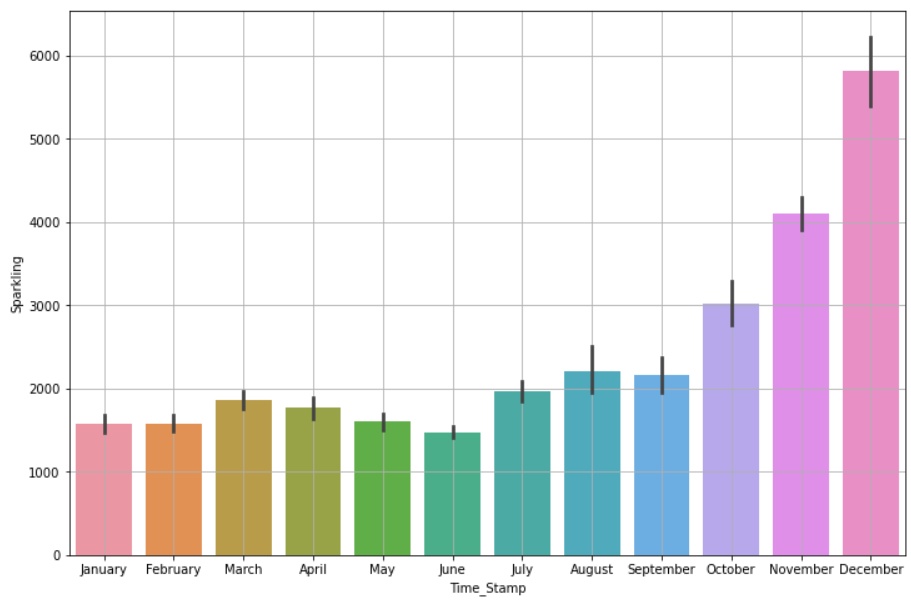 6000
5000
4000
3000
2000
1000
0
Sparkling
January February March April May June July August September October November December
Time_Stamp